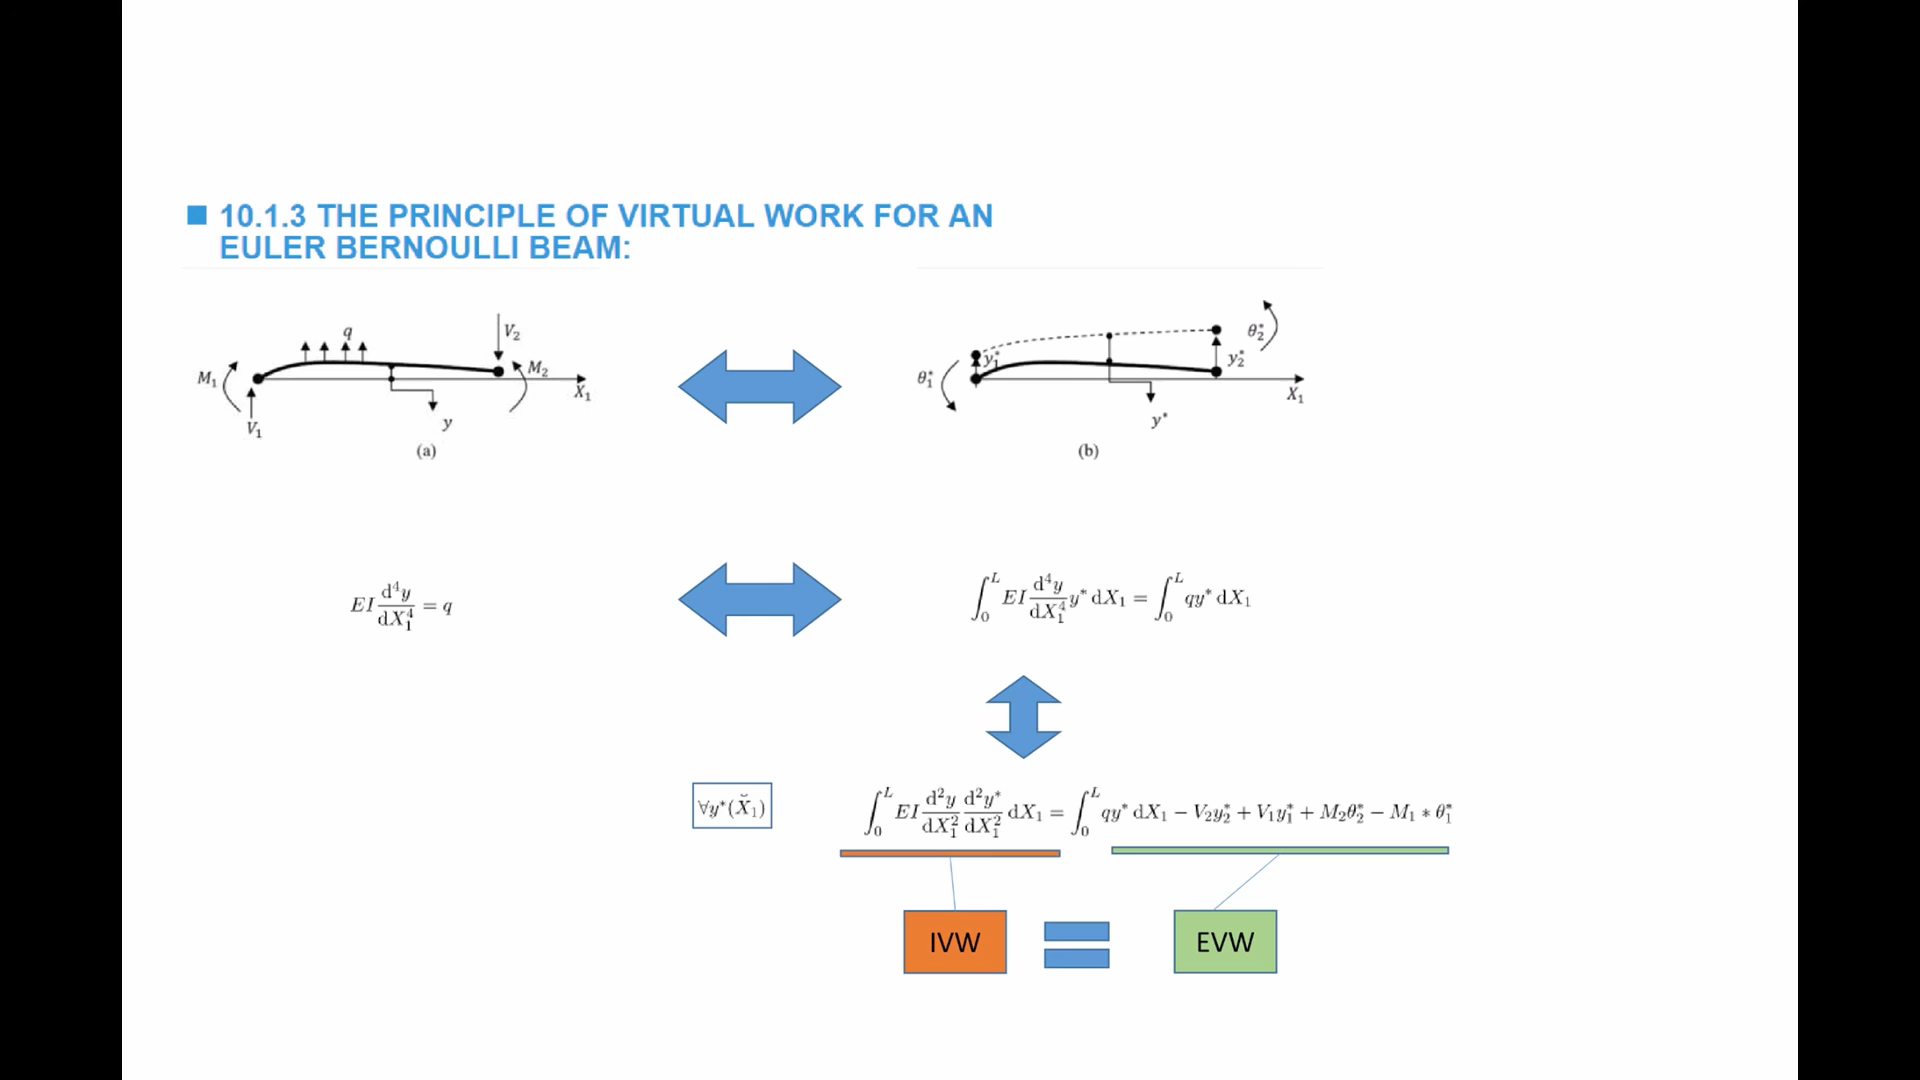 10.1.3 THE PRINCIPLE OF VIRTUAL WORK FOR AN
EULER BERNOULLI BEAM:
q
V₂
M₁
M₂
X₁
V₁
y
(a)
θ₂*
y₁*
y₂*
θ₁*
X₁
y*
(b)
EI d⁴y/dX₁⁴ = q
∫₀ᴸ EI d⁴y/dX₁⁴ y* dX₁ = ∫₀ᴸ qy* dX₁
∀y*(X̆₁)
∫₀ᴸ EI d²y/dX₁² d²y*/dX₁² dX₁ = ∫₀ᴸ qy* dX₁ − V₂y₂* + V₁y₁* + M₂θ₂* − M₁ * θ₁*
IVW
EVW